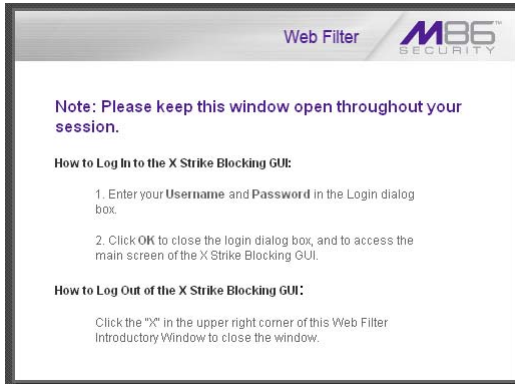 Web Filter
M86™
SECURITY
Note: Please keep this window open throughout your
session.
How to Log In to the X Strike Blocking GUI:
1. Enter your Username and Password in the Login dialog
box.
2. Click OK to close the login dialog box, and to access the
main screen of the X Strike Blocking GUI.
How to Log Out of the X Strike Blocking GUI:
Click the "X" in the upper right corner of this Web Filter
Introductory Window to close the window.